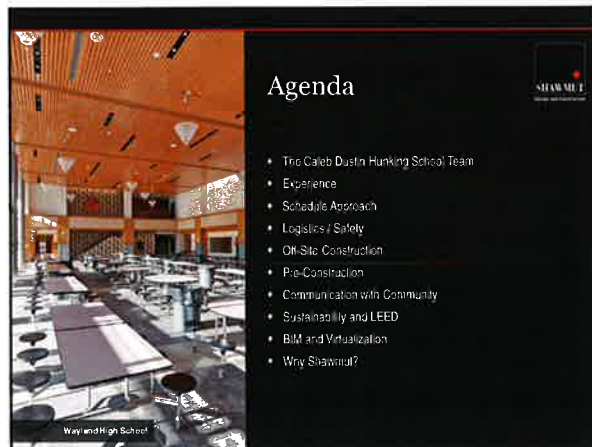 Agenda
SHAWMUT
• The Caleb Dustin Hunking School Team
• Experience
• Schedule Approach
• Logistics / Safety
• Off-Site Construction
• Pre-Construction
• Communication with Community
• Sustainability and LEED
• BIM and Virtualization
• Why Shawmut?
Wayland High School